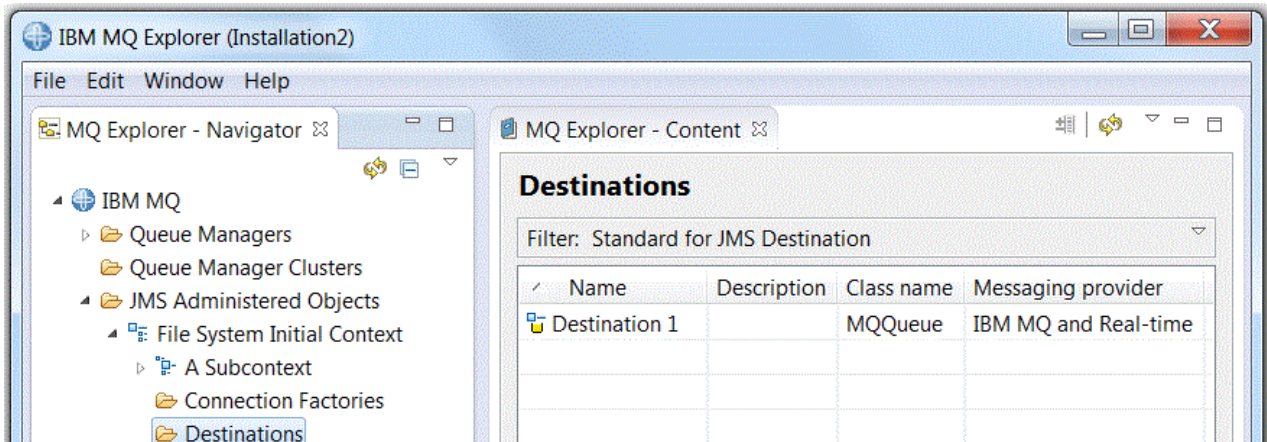 IBM MQ Explorer (Installation2)
File Edit Window Help
MQ Explorer - Navigator
IBM MQ
Queue Managers
Queue Manager Clusters
JMS Administered Objects
File System Initial Context
A Subcontext
Connection Factories
Destinations
MQ Explorer - Content
Destinations
Filter: Standard for JMS Destination
Name Description Class name Messaging provider
Destination 1 MQQueue IBM MQ and Real-time